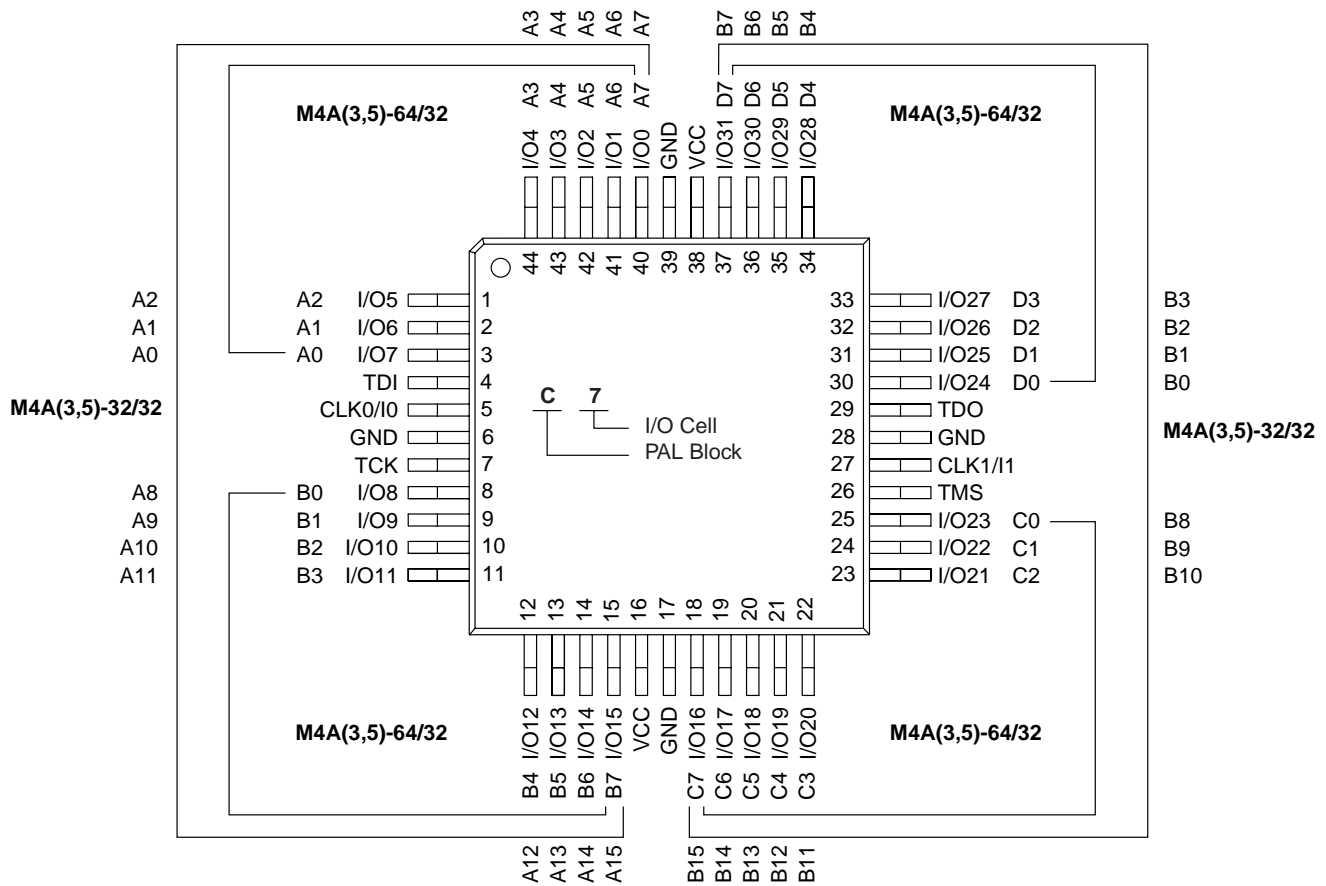 A3 A4 A5 A6 A7 B7 B6 B5 B4
A3 A4 A5 A6 A7 D7 D6 D5 D4
M4A(3,5)-64/32 M4A(3,5)-64/32
I/O4 I/O3 I/O2 I/O1 I/O0 GND VCC I/O31 I/O30 I/O29 I/O28
44 43 42 41 40 39 38 37 36 35 34
A2 A2 I/O5 1 33 I/O27 D3 B3
A1 A1 I/O6 2 32 I/O26 D2 B2
A0 A0 I/O7 3 31 I/O25 D1 B1
TDI 4 30 I/O24 D0 B0
M4A(3,5)-32/32 CLK0/I0 5 C 7 29 TDO
I/O Cell
GND 6 28 GND M4A(3,5)-32/32
PAL Block
TCK 7 27 CLK1/I1
A8 B0 I/O8 8 26 TMS
A9 B1 I/O9 9 25 I/O23 C0 B8
A10 B2 I/O10 10 24 I/O22 C1 B9
A11 B3 I/O11 11 23 I/O21 C2 B10
12 13 14 15 16 17 18 19 20 21 22
I/O12 I/O13 I/O14 I/O15 VCC GND I/O16 I/O17 I/O18 I/O19 I/O20
M4A(3,5)-64/32 M4A(3,5)-64/32
B4 B5 B6 B7 C7 C6 C5 C4 C3
A12 A13 A14 A15 B15 B14 B13 B12 B11